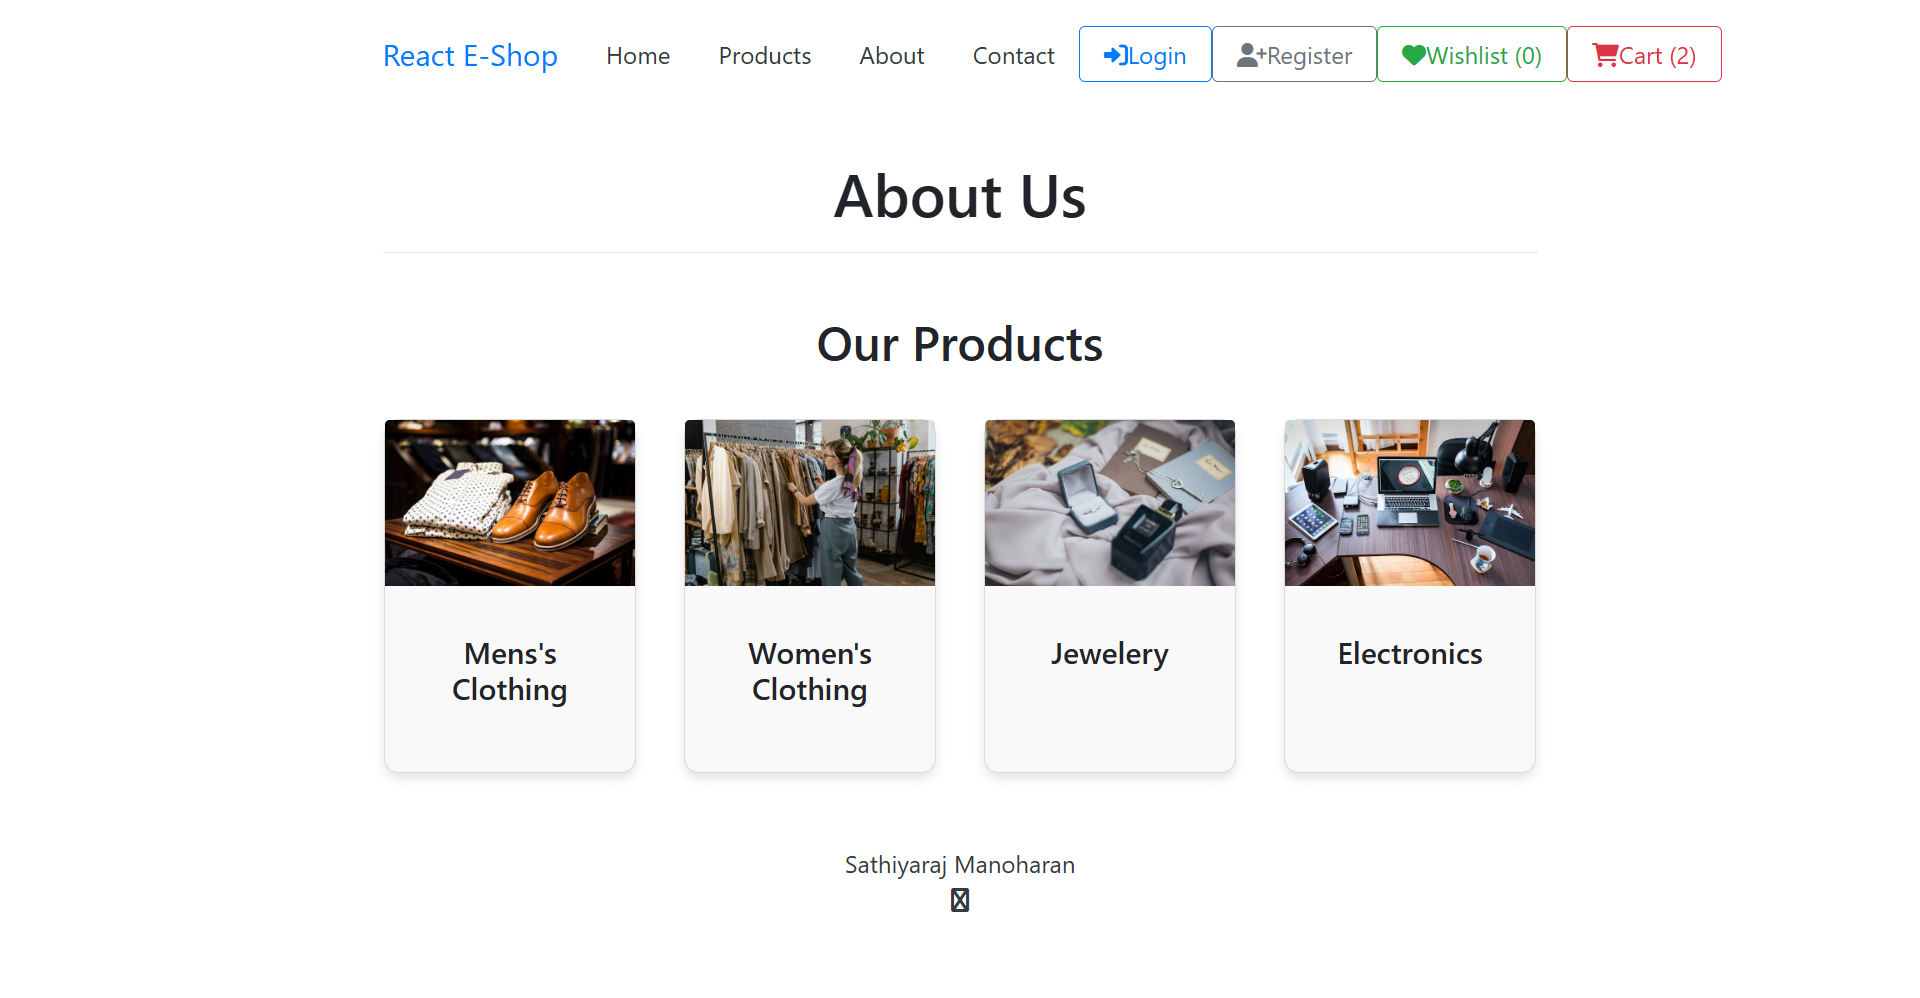 React E-Shop Home Products About Contact Login Register Wishlist (0) Cart (2)
About Us
Our Products
Mens's
Clothing
Women's
Clothing
Jewelery
Electronics
Sathiyaraj Manoharan